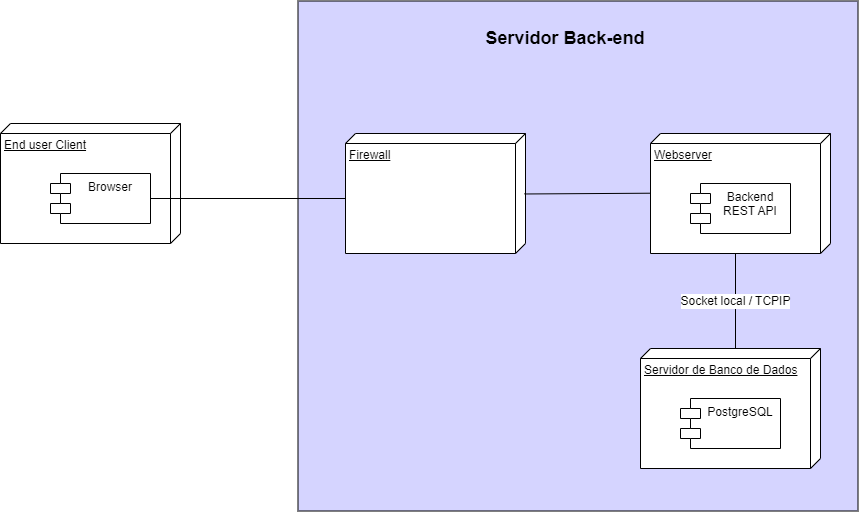 Servidor Back-end
End user Client
Browser
Firewall
Webserver
Backend
REST API
Socket local / TCPIP
Servidor de Banco de Dados
PostgreSQL